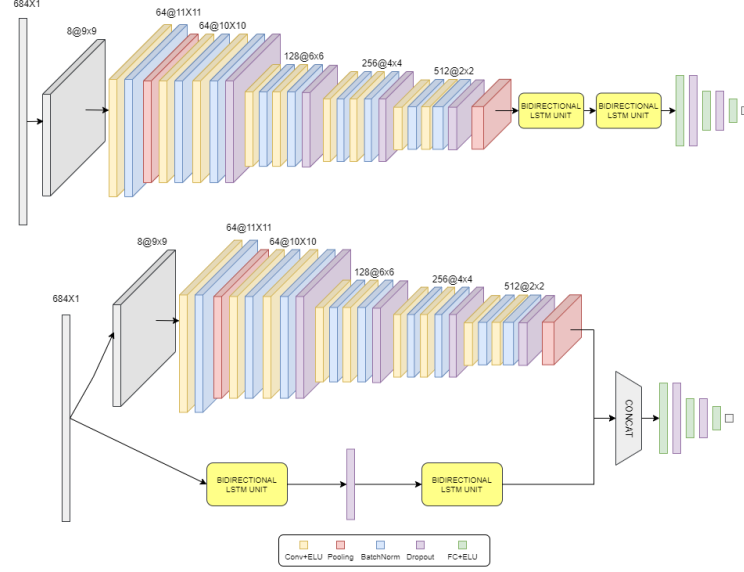 684X1
8@9x9
64@11X11
64@10X10
128@6x6
256@4x4
512@2x2
BIDIRECTIONAL
LSTM UNIT
BIDIRECTIONAL
LSTM UNIT
684X1
8@9x9
64@11X11
64@10X10
128@6x6
256@4x4
512@2x2
CONCAT
BIDIRECTIONAL
LSTM UNIT
BIDIRECTIONAL
LSTM UNIT
Conv+ELU Pooling BatchNorm Dropout FC+ELU